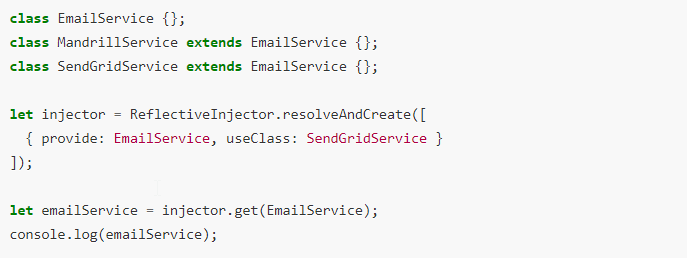 class EmailService {};
class MandrillService extends EmailService {};
class SendGridService extends EmailService {};
let injector = ReflectiveInjector.resolveAndCreate([
{ provide: EmailService, useClass: SendGridService }
]);
let emailService = injector.get(EmailService);
console.log(emailService);